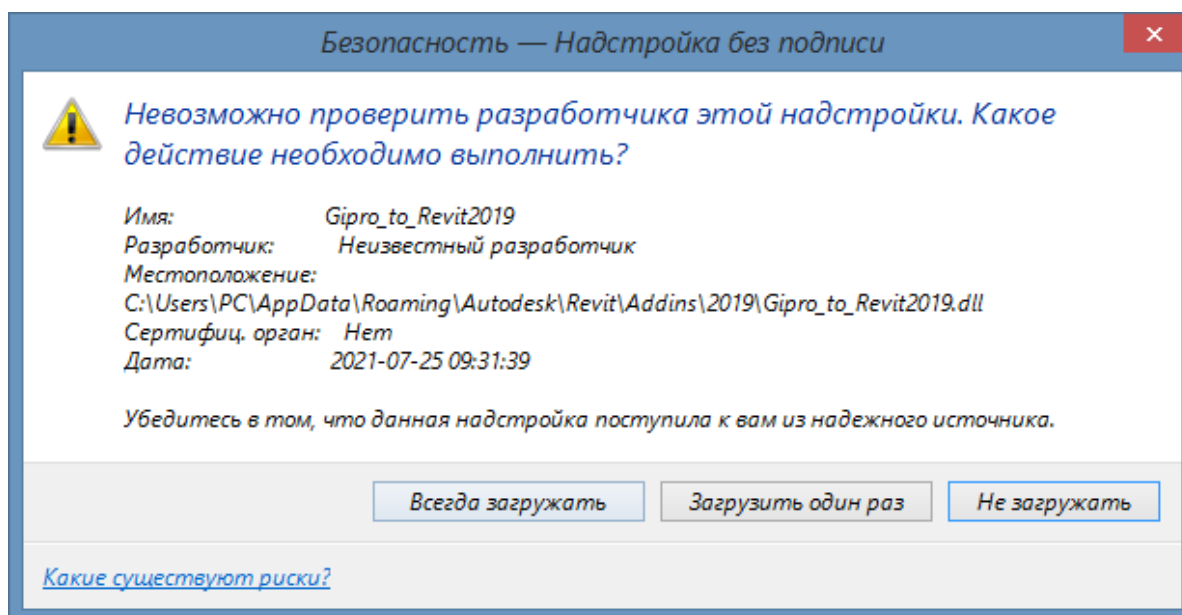 Безопасность — Надстройка без подписи
Невозможно проверить разработчика этой надстройки. Какое
действие необходимо выполнить?
Имя: Gipro_to_Revit2019
Разработчик: Неизвестный разработчик
Местоположение:
C:\Users\PC\AppData\Roaming\Autodesk\Revit\Addins\2019\Gipro_to_Revit2019.dll
Сертифиц. орган: Нет
Дата: 2021-07-25 09:31:39
Убедитесь в том, что данная надстройка поступила к вам из надежного источника.
Всегда загружать Загрузить один раз Не загружать
Какие существуют риски?